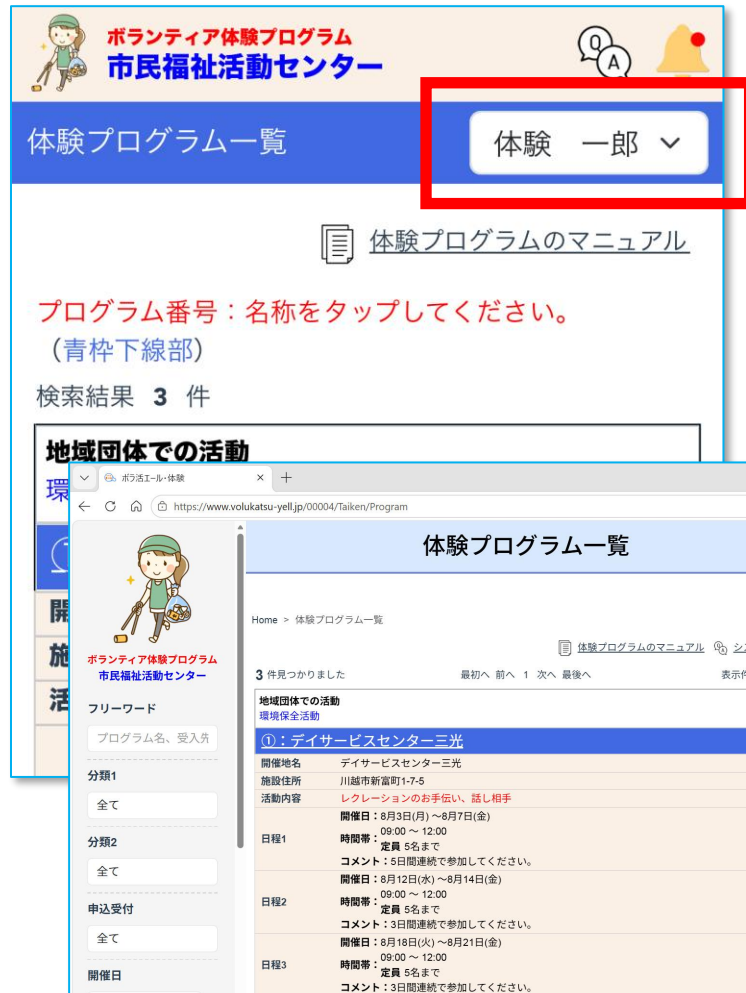 ボランティア体験プログラム
市民福祉活動センター
Q
A
体験プログラム一覧
体験　一郎
体験プログラムのマニュアル
プログラム番号：名称をタップしてください。
（青枠下線部）
検索結果 3 件
地域団体での活動
環
①
開
施
活
ボラ活エール・体験
https://www.volukatsu-yell.jp/00004/Taiken/Program
体験プログラム一覧
Home > 体験プログラム一覧
体験プログラムのマニュアル
ボランティア体験プログラム
市民福祉活動センター
3 件見つかりました
最初へ 前へ 1 次へ 最後へ
表示件
フリーワード
プログラム名、受入先
分類1
全て
分類2
全て
申込受付
全て
開催日
地域団体での活動
環境保全活動
①：デイサービスセンター三光
開催地名 デイサービスセンター三光
施設住所 川越市新富町1-7-5
活動内容 レクレーションのお手伝い、話し相手
日程1
開催日：8月3日(月) ～8月7日(金)
時間帯：09:00 ～ 12:00
定員 5名まで
コメント：5日間連続で参加してください。
日程2
開催日：8月12日(水) ～8月14日(金)
時間帯：09:00 ～ 12:00
定員 5名まで
コメント：3日間連続で参加してください。
日程3
開催日：8月18日(火) ～8月21日(金)
時間帯：09:00 ～ 12:00
定員 5名まで
コメント：3日間連続で参加してください。